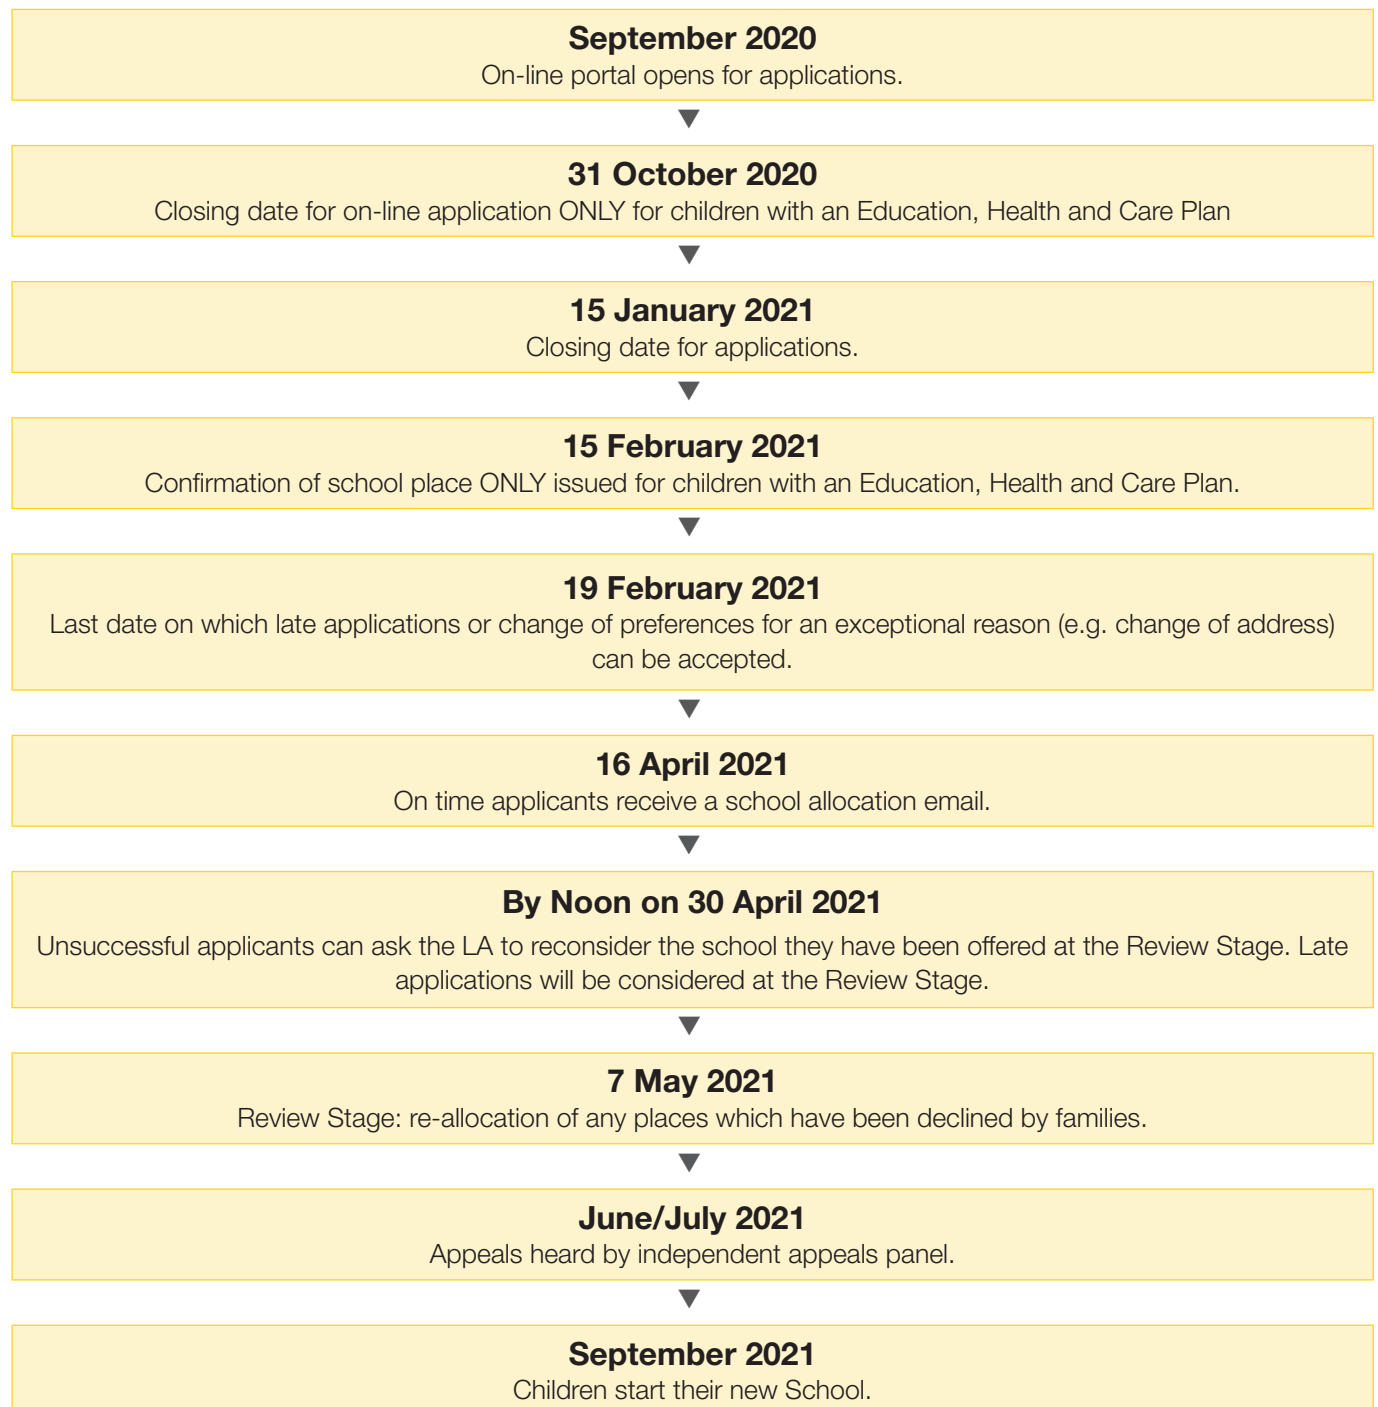 September 2020
On-line portal opens for applications.
31 October 2020
Closing date for on-line application ONLY for children with an Education, Health and Care Plan
15 January 2021
Closing date for applications.
15 February 2021
Confirmation of school place ONLY issued for children with an Education, Health and Care Plan.
19 February 2021
Last date on which late applications or change of preferences for an exceptional reason (e.g. change of address)
can be accepted.
16 April 2021
On time applicants receive a school allocation email.
By Noon on 30 April 2021
Unsuccessful applicants can ask the LA to reconsider the school they have been offered at the Review Stage. Late
applications will be considered at the Review Stage.
7 May 2021
Review Stage: re-allocation of any places which have been declined by families.
June/July 2021
Appeals heard by independent appeals panel.
September 2021
Children start their new School.